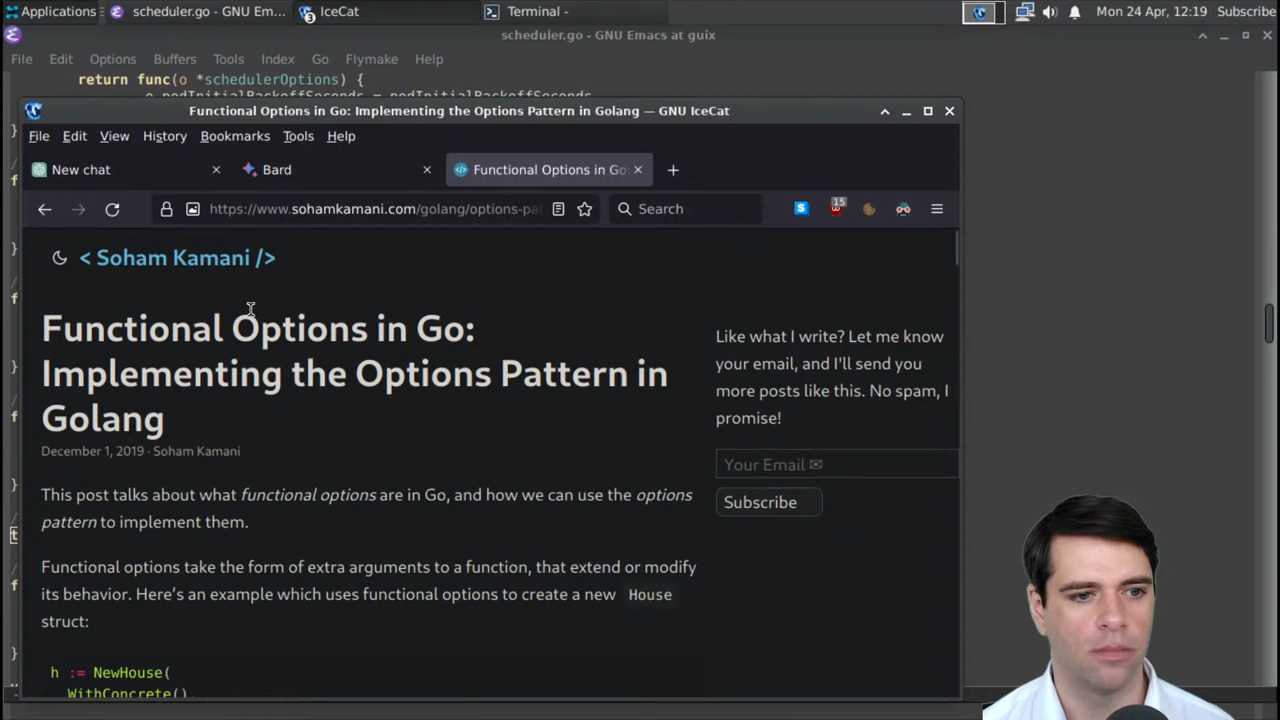 Applications
scheduler.go - GNU Em...
3
IceCat
Terminal -
Mon 24 Apr, 12:19
Subscribe
scheduler.go - GNU Emacs at guix
File Edit Options Buffers Tools Index Go Flymake Help
return func(o *schedulerOptions) {
o.podInitialBackoffSeconds = podInitialBackoffSeconds
Functional Options in Go: Implementing the Options Pattern in Golang — GNU IceCat
File Edit View History Bookmarks Tools Help
New chat
Bard
Functional Options in Go:
https://www.sohamkamani.com/golang/options-pa
Search
15
< Soham Kamani />
Functional Options in Go:
Implementing the Options Pattern in
Golang
December 1, 2019 · Soham Kamani
This post talks about what functional options are in Go, and how we can use the options
pattern to implement them.
Functional options take the form of extra arguments to a function, that extend or modify
its behavior. Here's an example which uses functional options to create a new House
struct:
h := NewHouse(
WithConcrete(),
Like what I write? Let me know
your email, and I'll send you
more posts like this. No spam, I
promise!
Your Email ✉
Subscribe